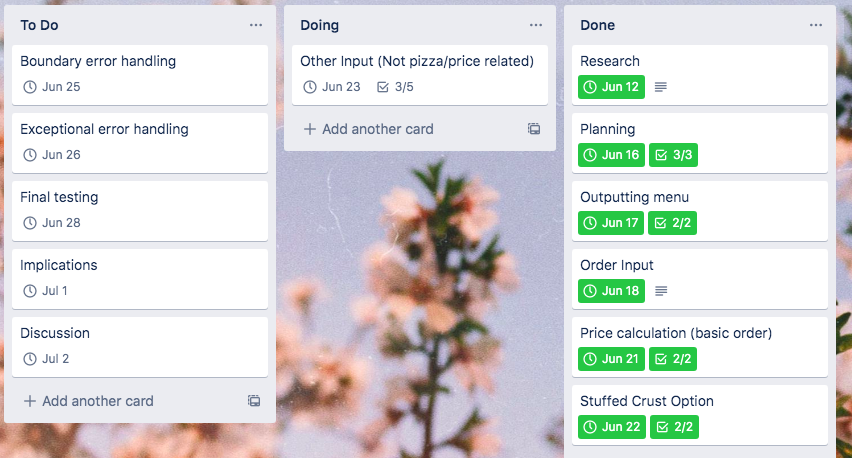 To Do
Boundary error handling
Jun 25
Exceptional error handling
Jun 26
Final testing
Jun 28
Implications
Jul 1
Discussion
Jul 2
Add another card
Doing
Other Input (Not pizza/price related)
Jun 23 3/5
Add another card
Done
Research
Jun 12
Planning
Jun 16 3/3
Outputting menu
Jun 17 2/2
Order Input
Jun 18
Price calculation (basic order)
Jun 21 2/2
Stuffed Crust Option
Jun 22 2/2